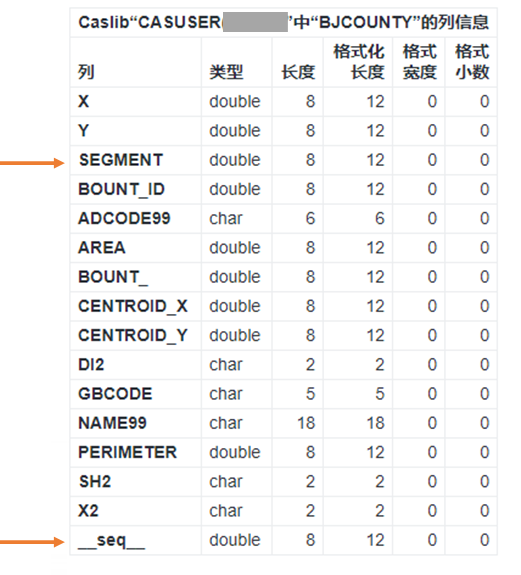 Caslib“CASUSER( ”中“BJCOUNTY”的列信息
列 类型 长度 格式化长度 格式宽度 格式小数
X double 8 12 0 0
Y double 8 12 0 0
SEGMENT double 8 12 0 0
BOUNT_ID double 8 12 0 0
ADCODE99 char 6 6 0 0
AREA double 8 12 0 0
BOUNT_ double 8 12 0 0
CENTROID_X double 8 12 0 0
CENTROID_Y double 8 12 0 0
DI2 char 2 2 0 0
GBCODE char 5 5 0 0
NAME99 char 18 18 0 0
PERIMETER double 8 12 0 0
SH2 char 2 2 0 0
X2 char 2 2 0 0
__seq__ double 8 12 0 0